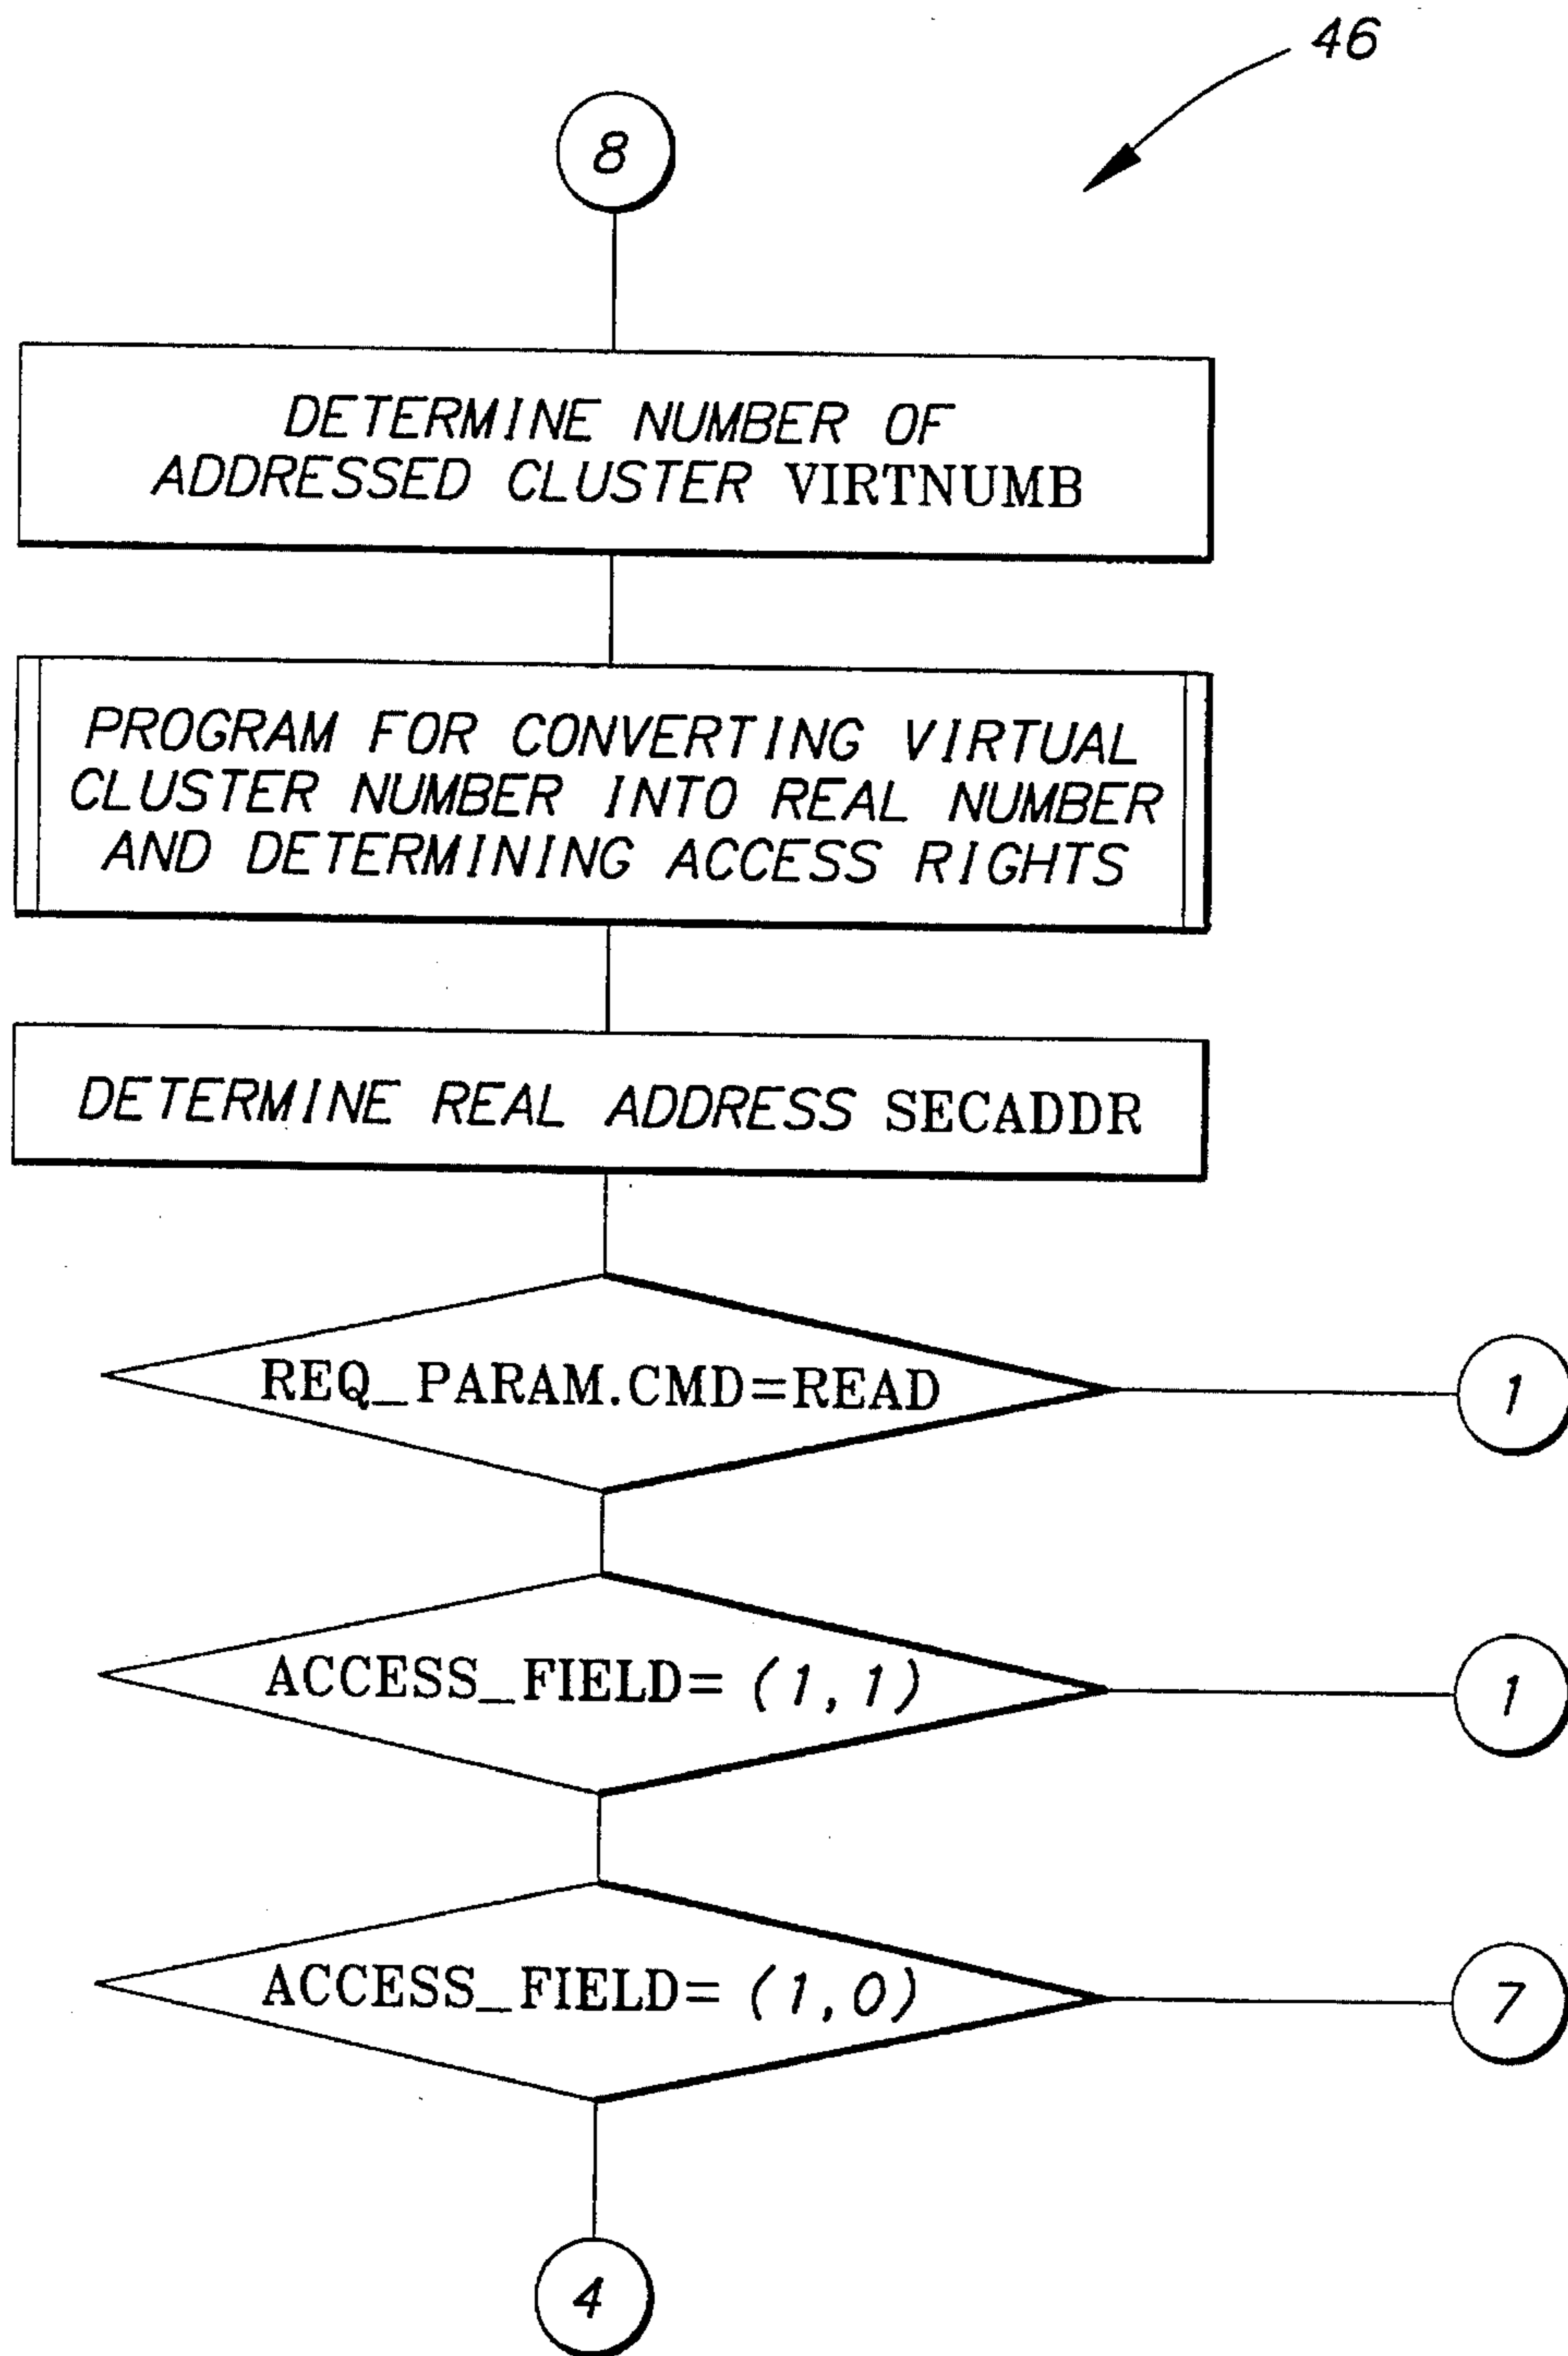 46
8
DETERMINE NUMBER OF
ADDRESSED CLUSTER VIRTNUMB
PROGRAM FOR CONVERTING VIRTUAL
CLUSTER NUMBER INTO REAL NUMBER
AND DETERMINING ACCESS RIGHTS
DETERMINE REAL ADDRESS SECADDR
REQ_PARAM.CMD=READ
1
ACCESS_FIELD= (1,1)
1
ACCESS_FIELD= (1,0)
7
4